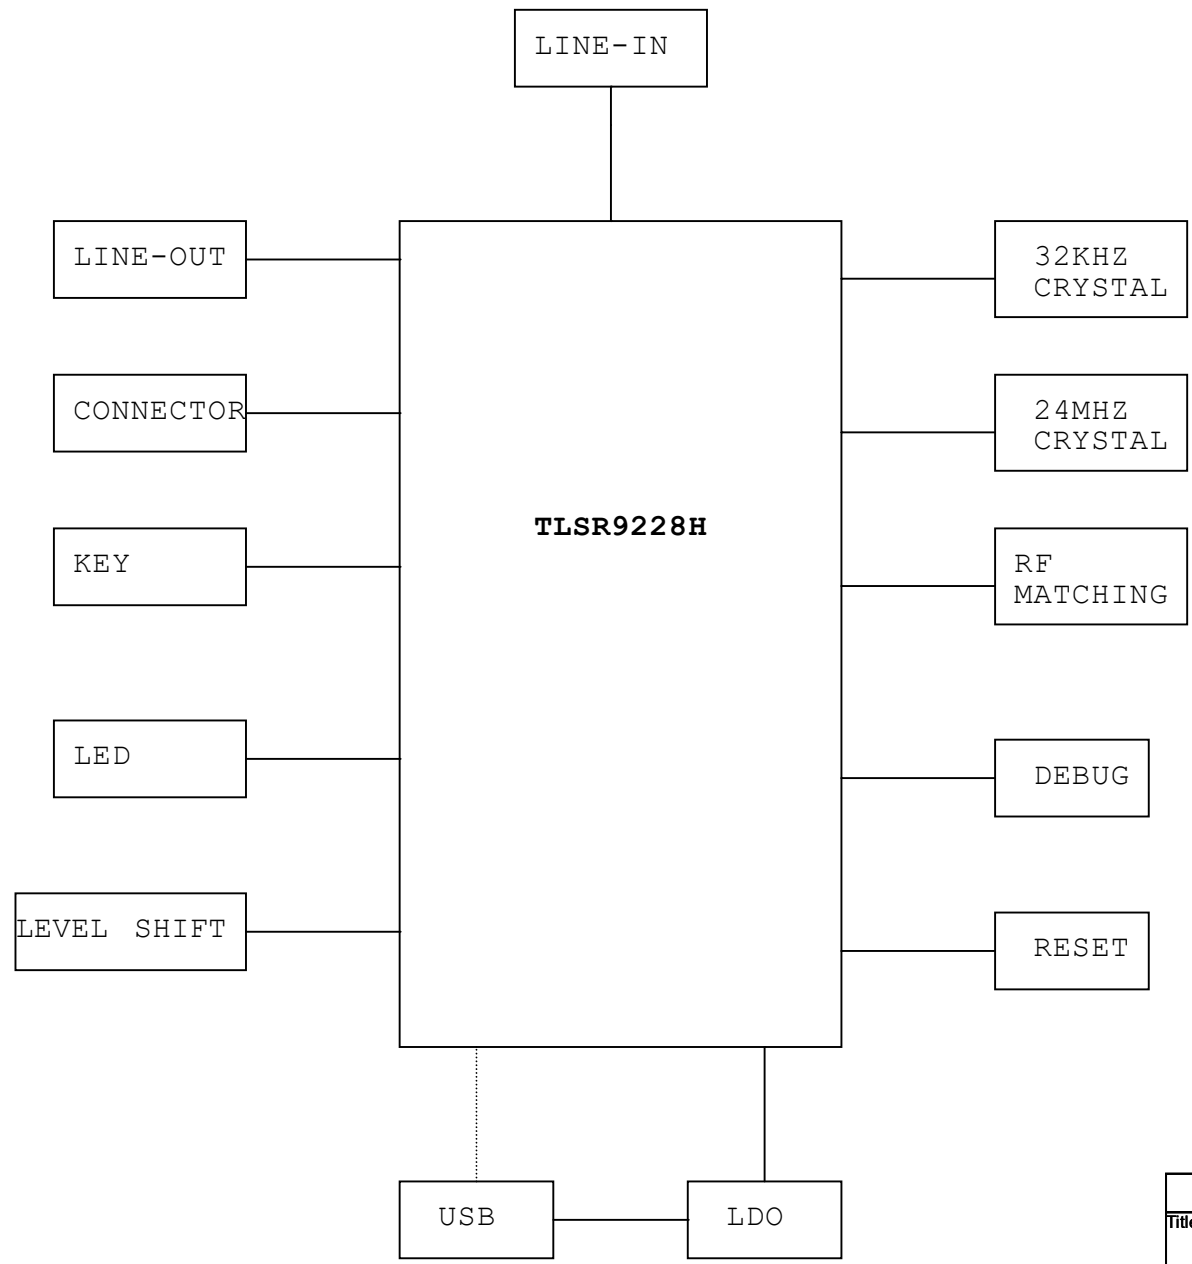 LINE-IN
LINE-OUT
32KHZ
CRYSTAL
CONNECTOR
24MHZ
CRYSTAL
TLSR9228H
KEY
RF
MATCHING
LED
DEBUG
LEVEL SHIFT
RESET
USB
LDO
Title